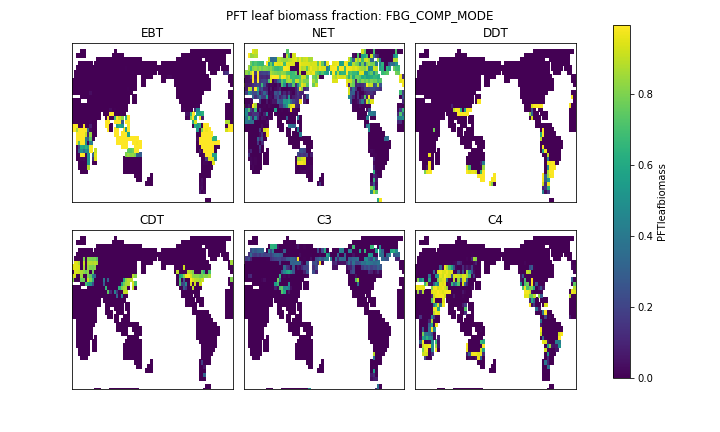 PFT leaf biomass fraction: FBG_COMP_MODE
EBT
NET
DDT
CDT
C3
C4
0.8
0.6
0.4
0.2
0.0
PFTleafbiomass